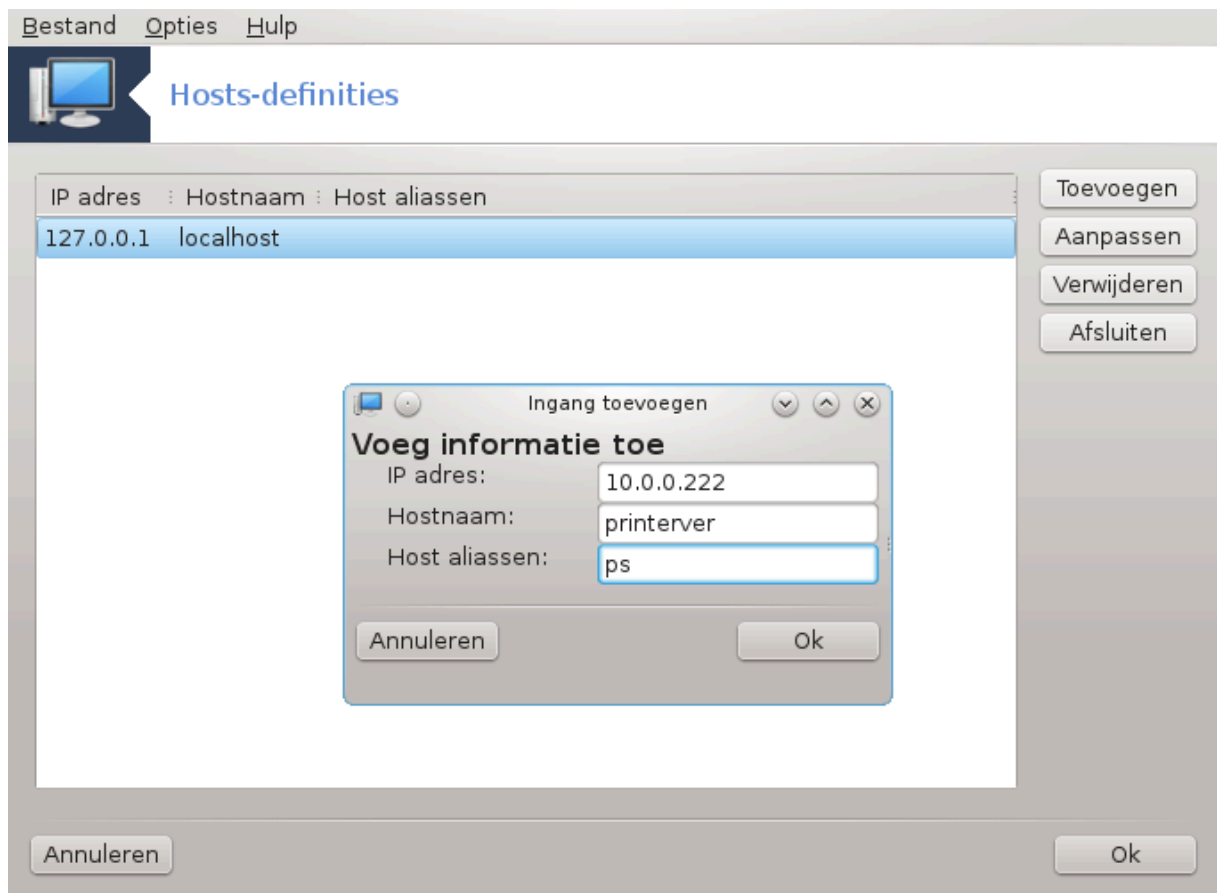 Bestand Opties Hulp
Hosts-definities
IP adres Hostnaam Host aliassen
127.0.0.1 localhost
Toevoegen
Aanpassen
Verwijderen
Afsluiten
Ingang toevoegen
Voeg informatie toe
IP adres: 10.0.0.222
Hostnaam: printerver
Host aliassen: ps
Annuleren Ok
Annuleren Ok